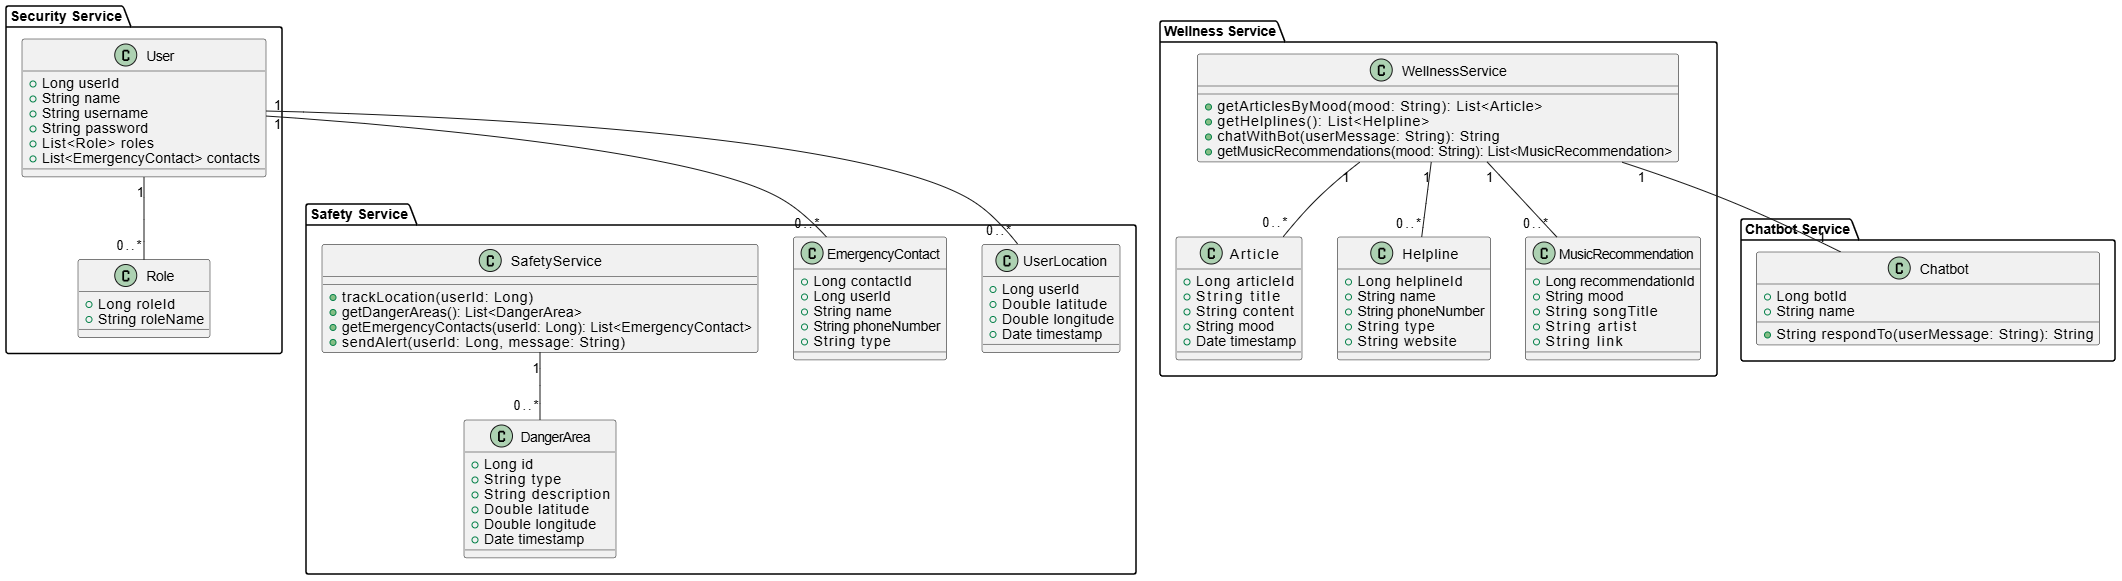 Security Service
C User
Long userId
String name
String username
String password
List<Role> roles
List<EmergencyContact> contacts
1
1
1
0..*
C Role
Long roleId
String roleName
Safety Service
C SafetyService
trackLocation(userId: Long)
getDangerAreas(): List<DangerArea>
getEmergencyContacts(userId: Long): List<EmergencyContact>
sendAlert(userId: Long, message: String)
1
0..*
C DangerArea
Long id
String type
String description
Double latitude
Double longitude
Date timestamp
0..*
C EmergencyContact
Long contactId
Long userId
String name
String phoneNumber
String type
0..*
C UserLocation
Long userId
Double latitude
Double longitude
Date timestamp
Wellness Service
C WellnessService
getArticlesByMood(mood: String): List<Article>
getHelplines(): List<Helpline>
chatWithBot(userMessage: String): String
getMusicRecommendations(mood: String): List<MusicRecommendation>
1
1
1
1
0..*
0..*
0..*
C Article
Long articleId
String title
String content
String mood
Date timestamp
C Helpline
Long helplineId
String name
String phoneNumber
String type
String website
C MusicRecommendation
Long recommendationId
String mood
String songTitle
String artist
String link
Chatbot Service
1
C Chatbot
Long botId
String name
String respondTo(userMessage: String): String